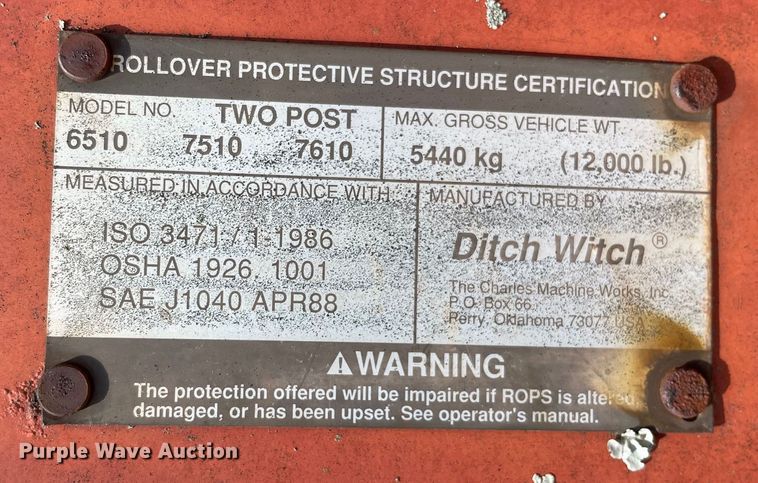 ROLLOVER PROTECTIVE STRUCTURE CERTIFICATION
MODEL NO. TWO POST
6510 7510 7610
MAX. GROSS VEHICLE WT.
5440 kg (12,000 lb.)
MEASURED IN ACCORDANCE WITH
ISO 3471 / 1-1986
OSHA 1926. 1001
SAE J1040 APR88
MANUFACTURED BY
Ditch Witch®
The Charles Machine Works, Inc.
P.O. Box 66
Perry, Oklahoma 73077 USA
⚠WARNING
The protection offered will be impaired if ROPS is altered,
damaged, or has been upset. See operator's manual.
Purple Wave Auction